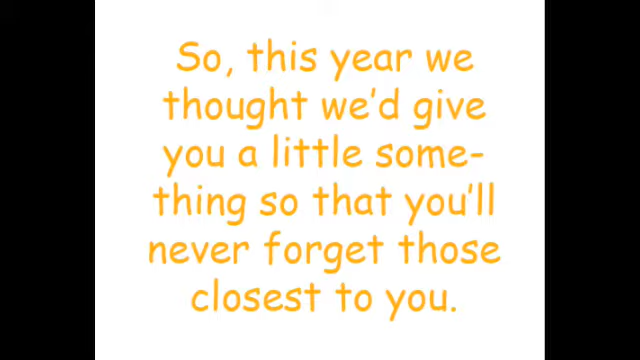 So, this year we
thought we'd give
you a little some-
thing so that you'll
never forget those
closest to you.